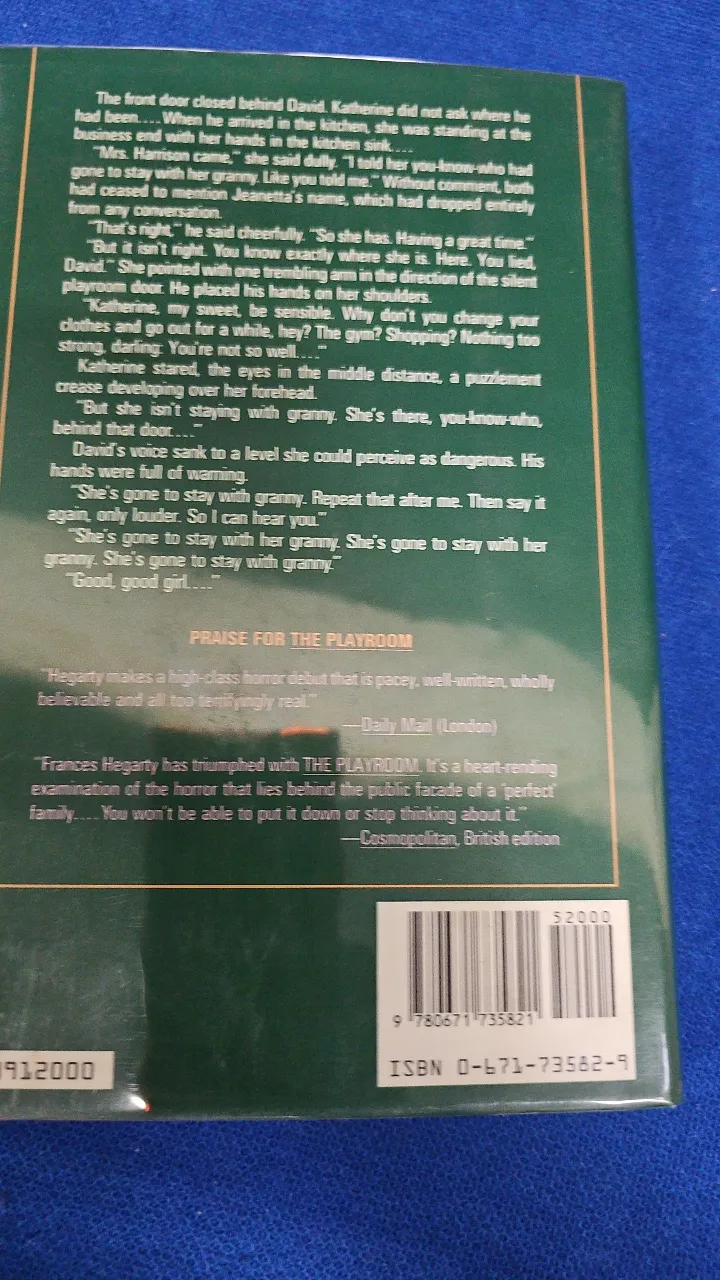 The front door closed behind David. Katherine did not ask where he
had been.... When he arrived in the kitchen, she was standing at the
business end with her hands in the kitchen sink....
"Mrs. Harrison came," she said dully. "I told her you-know-who had
gone to stay with her granny. Like you told me." Without comment, both
had ceased to mention Jeanetta's name, which had dropped entirely
from any conversation.
"That's right," he said cheerfully. "So she has. Having a great time."
"But it isn't right. You know exactly where she is. Here. You lied,
David." She pointed with one trembling arm in the direction of the silent
playroom door. He placed his hands on her shoulders.
"Katherine, my sweet, be sensible. Why don't you change your
clothes and go out for a while, hey? The gym? Shopping? Nothing too
strong, darling. You're not so well...."
Katherine stared, the eyes in the middle distance, a puzzlement
crease developing over her forehead.
"But she isn't staying with granny. She's there, you-know-who,
behind that door...."
David's voice sank to a level she could perceive as dangerous. His
hands were full of warning.
"She's gone to stay with granny. Repeat that after me. Then say it
again, only louder. So I can hear you."
"She's gone to stay with her granny. She's gone to stay with her
granny. She's gone to stay with granny."
"Good, good girl...."
PRAISE FOR THE PLAYROOM
"Hegarty makes a high-class horror debut that is pacey, well-written, wholly
believable and all too terrifyingly real."
—Daily Mail (London)
"Frances Hegarty has triumphed with THE PLAYROOM. It's a heart-rending
examination of the horror that lies behind the public facade of a 'perfect'
family.... You won't be able to put it down or stop thinking about it."
—Cosmopolitan, British edition
52000
9 780671 735821
ISBN 0-671-73582-9
912000